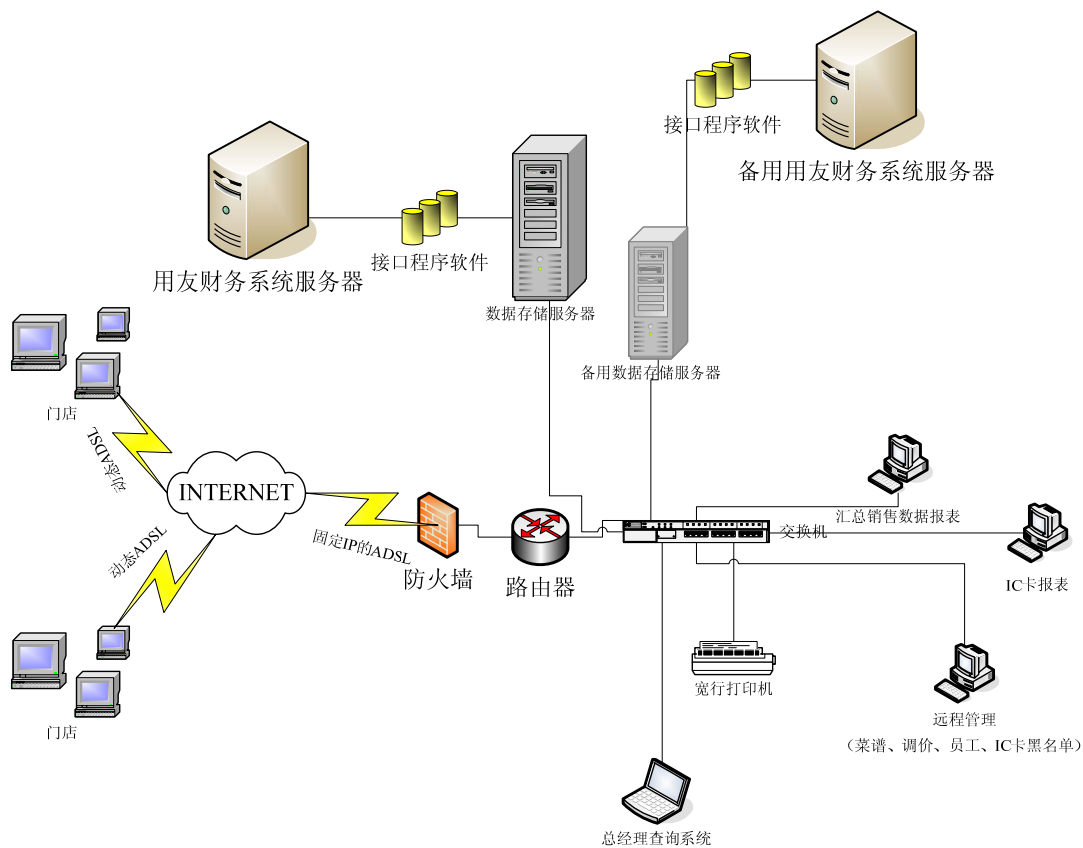 接口程序软件
备用用友财务系统服务器
接口程序软件
用友财务系统服务器
数据存储服务器
备用数据存储服务器
门店
动态ADSL
INTERNET
动态ADSL
固定IP的ADSL
防火墙
路由器
交换机
汇总销售数据报表
IC卡报表
宽行打印机
远程管理
（菜谱、调价、员工、IC卡黑名单）
门店
总经理查询系统